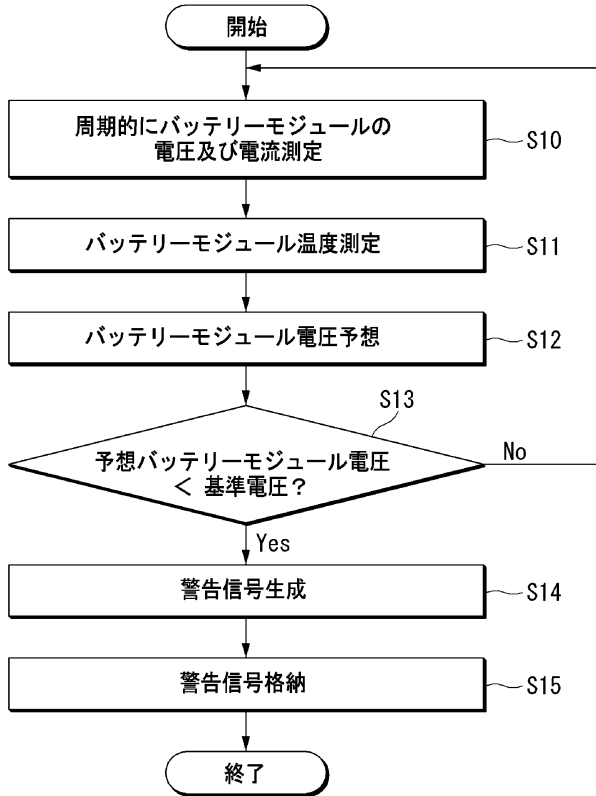 開始
周期的にバッテリーモジュールの
電圧及び電流測定
S10
バッテリーモジュール温度測定
S11
バッテリーモジュール電圧予想
S12
S13
予想バッテリーモジュール電圧
＜ 基準電圧？
No
Yes
警告信号生成
S14
警告信号格納
S15
終了